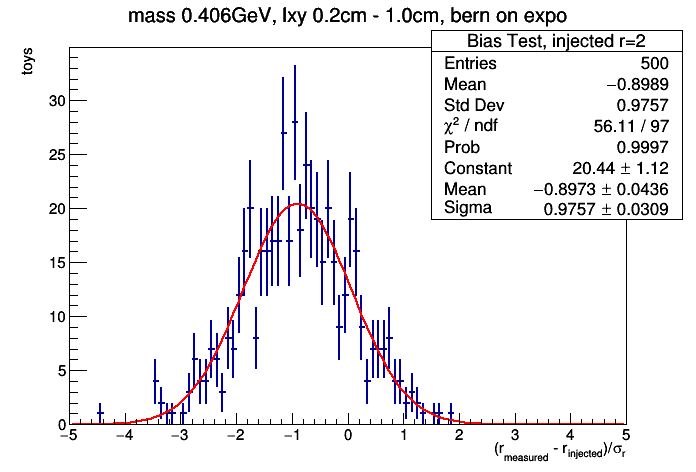 mass 0.406GeV, lxy 0.2cm - 1.0cm, bern on expo
Bias Test, injected r=2
Entries 500
Mean −0.8989
Std Dev 0.9757
χ² / ndf 56.11 / 97
Prob 0.9997
Constant 20.44 ± 1.12
Mean −0.8973 ± 0.0436
Sigma 0.9757 ± 0.0309
toys
30
25
20
15
10
5
0
−5 −4 −3 −2 −1 0 1 2 3 4 5
(r_measured - r_injected)/σ_r